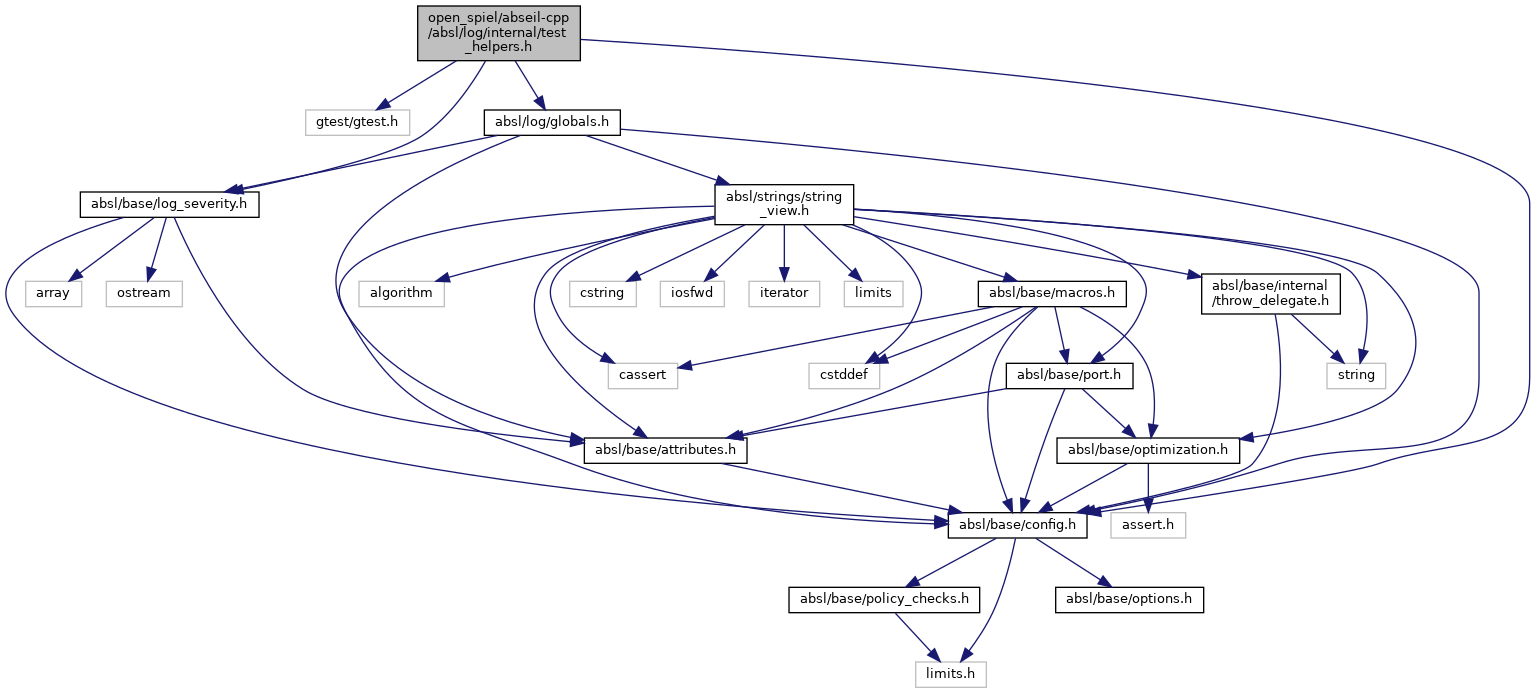 open_spiel/abseil-cpp
/absl/log/internal/test
_helpers.h
gtest/gtest.h
absl/log/globals.h
absl/base/log_severity.h
absl/strings/string
_view.h
array
ostream
algorithm
cstring
iosfwd
iterator
limits
absl/base/macros.h
absl/base/internal
/throw_delegate.h
cassert
cstddef
absl/base/port.h
string
absl/base/attributes.h
absl/base/optimization.h
absl/base/config.h
assert.h
absl/base/policy_checks.h
absl/base/options.h
limits.h